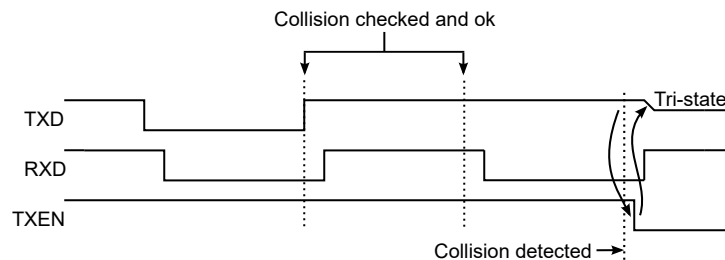 Collision checked and ok
Tri-state
TXD
RXD
TXEN
Collision detected